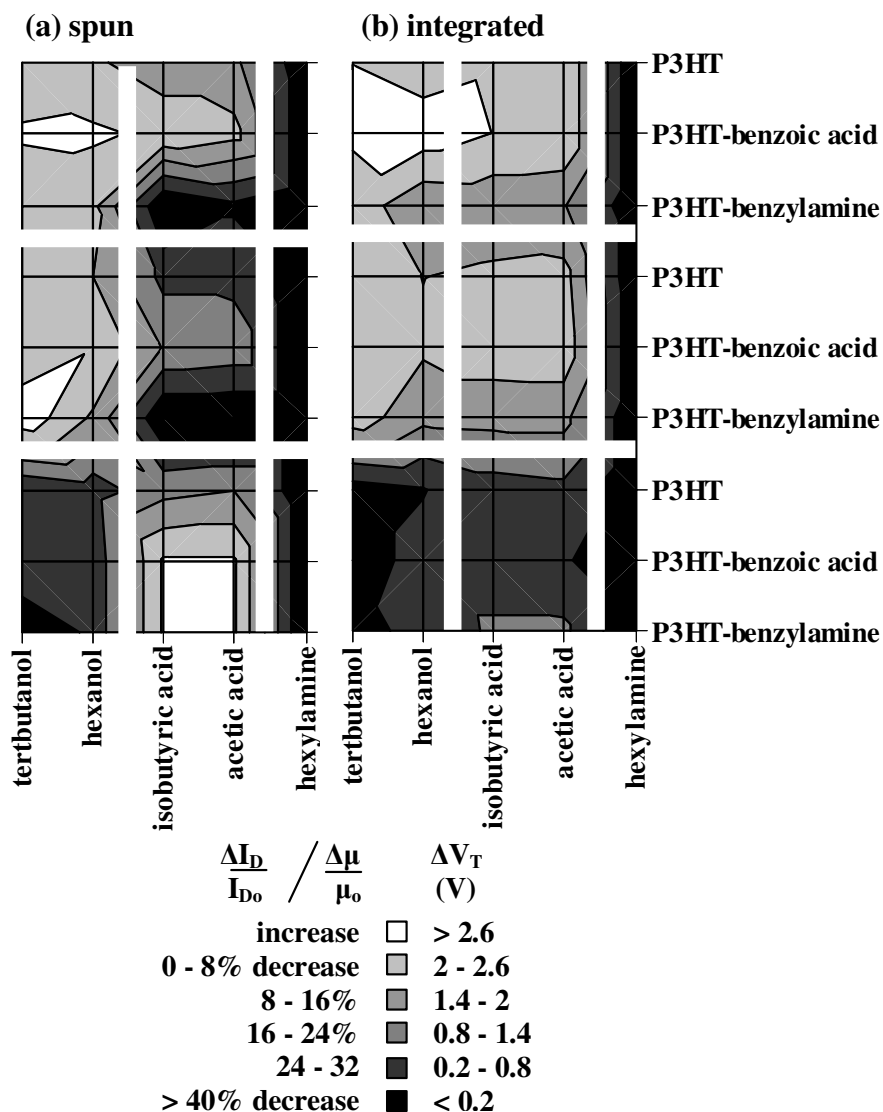 (a) spun
(b) integrated
P3HT
P3HT-benzoic acid
P3HT-benzylamine
P3HT
P3HT-benzoic acid
P3HT-benzylamine
P3HT
P3HT-benzoic acid
P3HT-benzylamine
tertbutanol
hexanol
isobutyric acid
acetic acid
hexylamine
tertbutanol
hexanol
isobutyric acid
acetic acid
hexylamine
ΔI_D / Δμ ΔV_T
I_Do μ_o (V)
increase > 2.6
0 - 8% decrease 2 - 2.6
8 - 16% 1.4 - 2
16 - 24% 0.8 - 1.4
24 - 32 0.2 - 0.8
> 40% decrease < 0.2